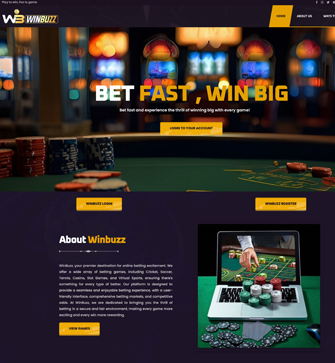 Play to win, live to game
WINBUZZ
HOME
ABOUT US
WAYS T
BET FAST , WIN BIG
Bet fast and experience the thrill of winning big with every game!
LOGIN TO YOUR ACCOUNT
WINBUZZ LOGIN
WINBUZZ REGISTER
About Winbuzz
Winbuzz, your premier destination for online betting excitement. We
offer a wide array of betting games, including Cricket, Soccer,
Tennis, Casino, Slot Games, and Virtual Sports, ensuring there's
something for every type of bettor. Our platform is designed to
provide a seamless and enjoyable betting experience, with a user-
friendly interface, comprehensive betting markets, and competitive
odds. At Winbuzz, we are dedicated to bringing you the thrill of
betting in a secure and fair environment, making every game more
exciting and every win more rewarding.
VIEW GAMES